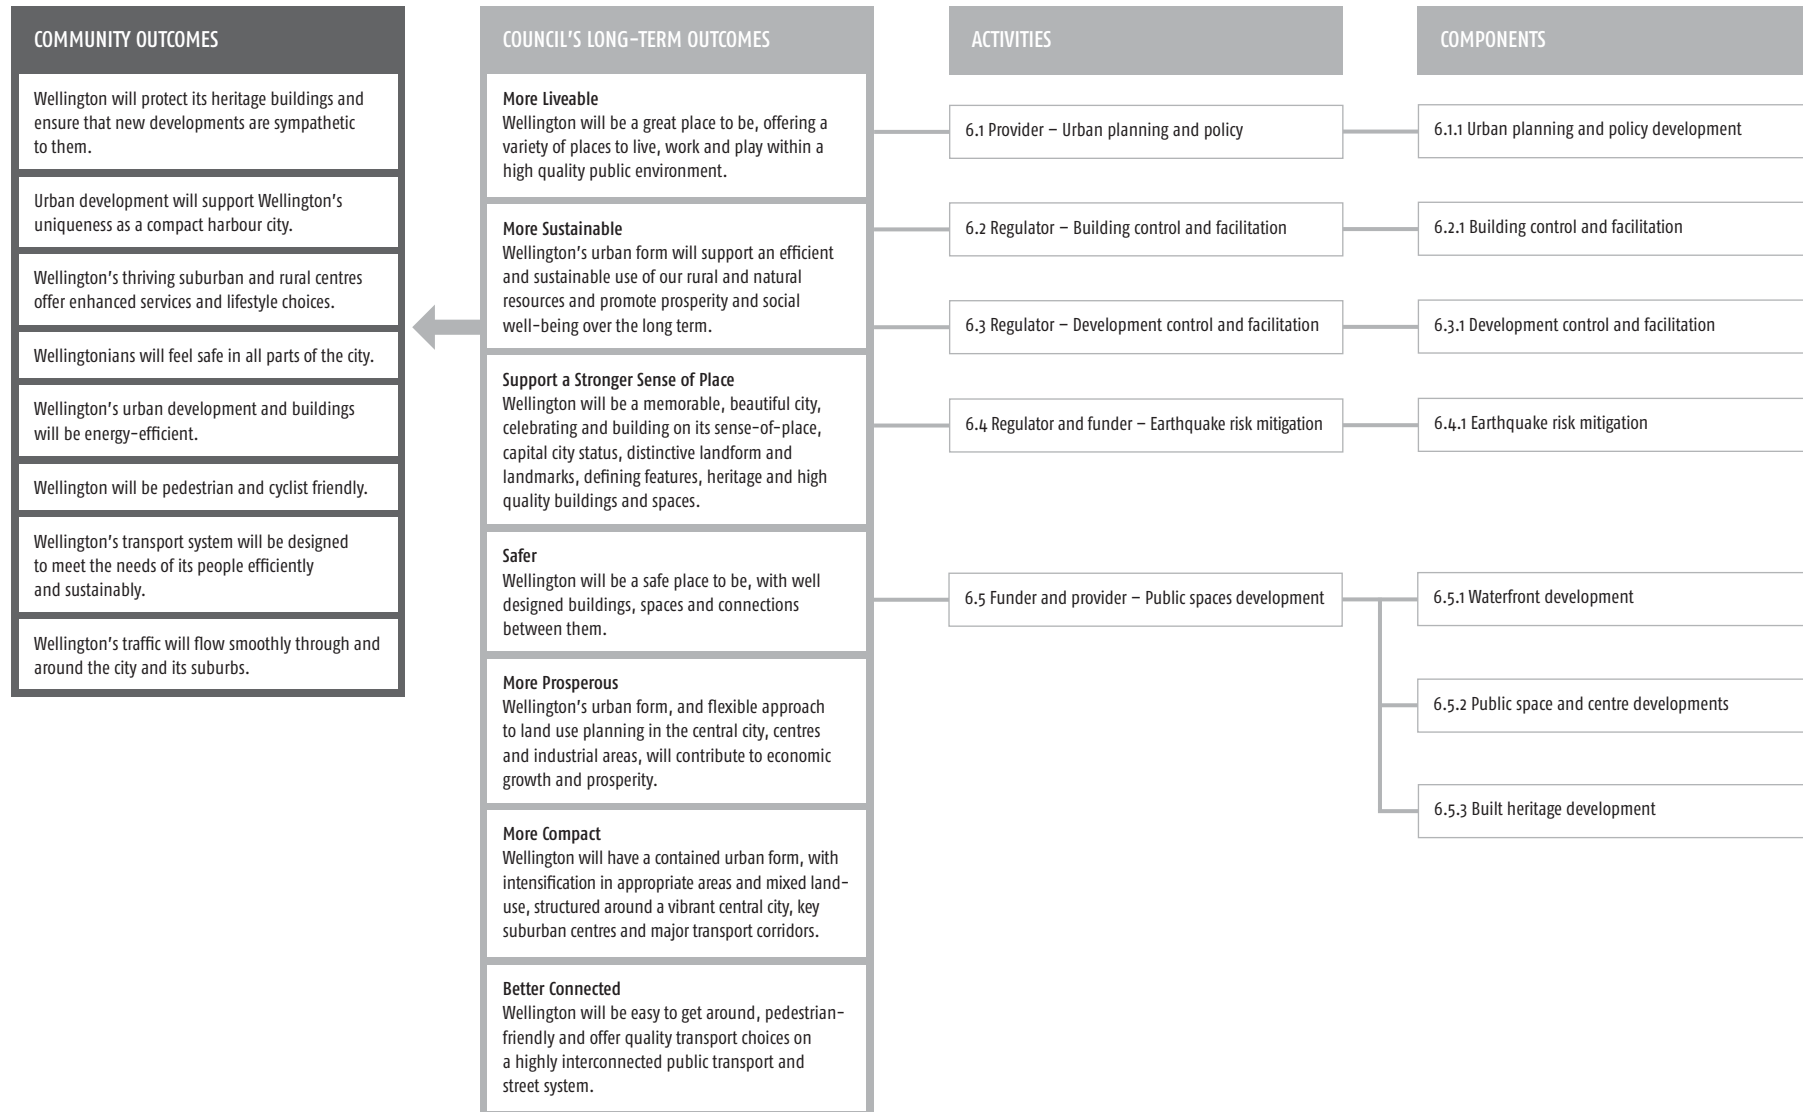 COMMUNITY OUTCOMES
Wellington will protect its heritage buildings and
ensure that new developments are sympathetic
to them.
Urban development will support Wellington's
uniqueness as a compact harbour city.
Wellington's thriving suburban and rural centres
offer enhanced services and lifestyle choices.
Wellingtonians will feel safe in all parts of the city.
Wellington's urban development and buildings
will be energy-efficient.
Wellington will be pedestrian and cyclist friendly.
Wellington's transport system will be designed
to meet the needs of its people efficiently
and sustainably.
Wellington's traffic will flow smoothly through and
around the city and its suburbs.
COUNCIL'S LONG-TERM OUTCOMES
More Liveable
Wellington will be a great place to be, offering a
variety of places to live, work and play within a
high quality public environment.
More Sustainable
Wellington's urban form will support an efficient
and sustainable use of our rural and natural
resources and promote prosperity and social
well-being over the long term.
Support a Stronger Sense of Place
Wellington will be a memorable, beautiful city,
celebrating and building on its sense-of-place,
capital city status, distinctive landform and
landmarks, defining features, heritage and high
quality buildings and spaces.
Safer
Wellington will be a safe place to be, with well
designed buildings, spaces and connections
between them.
More Prosperous
Wellington's urban form, and flexible approach
to land use planning in the central city, centres
and industrial areas, will contribute to economic
growth and prosperity.
More Compact
Wellington will have a contained urban form, with
intensification in appropriate areas and mixed land-
use, structured around a vibrant central city, key
suburban centres and major transport corridors.
Better Connected
Wellington will be easy to get around, pedestrian-
friendly and offer quality transport choices on
a highly interconnected public transport and
street system.
ACTIVITIES
6.1 Provider – Urban planning and policy
6.2 Regulator – Building control and facilitation
6.3 Regulator – Development control and facilitation
6.4 Regulator and funder – Earthquake risk mitigation
6.5 Funder and provider – Public spaces development
COMPONENTS
6.1.1 Urban planning and policy development
6.2.1 Building control and facilitation
6.3.1 Development control and facilitation
6.4.1 Earthquake risk mitigation
6.5.1 Waterfront development
6.5.2 Public space and centre developments
6.5.3 Built heritage development